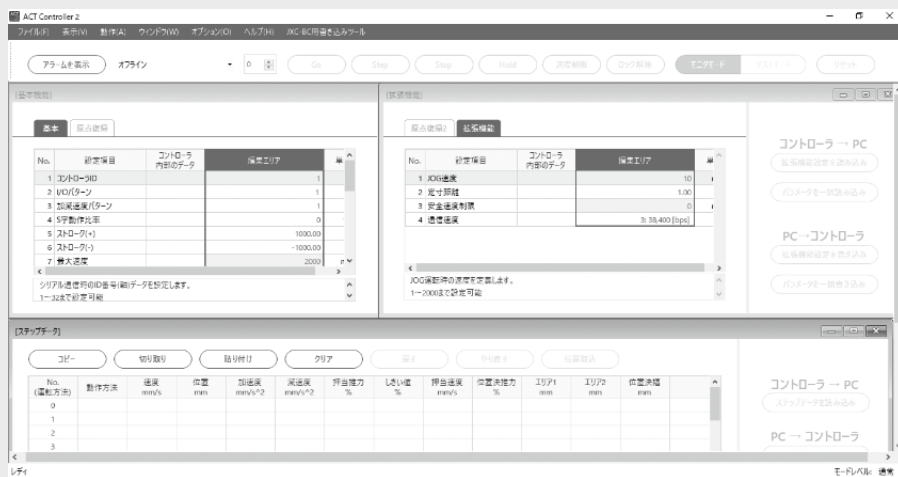 ACT Controller 2
ファイル(F) 表示(V) 動作(A) ウィンドウ(W) オプション(O) ヘルプ(H) JXC-BC用書き込みツール
アラームを表示 オフライン 0 Go Step Stop Hold 速度制限 ロック解除 モニタモード テストモード リセット
[基本機能]
基本 原点復帰
No. 設定項目 コントローラ内部のデータ 編集エリア 単
1 コントローラID 1
2 I/Oパターン 1
3 加減速度パターン 1
4 S字動作比率 0
5 ストローク(+) 1000.00
6 ストローク(-) -1000.00
7 最大速度 2000
シリアル通信時のID番号(軸)データを設定します。
1～32まで設定可能
[拡張機能]
原点復帰2 拡張機能
No. 設定項目 コントローラ内部のデータ 編集エリア 単
1 JOG速度 10
2 定寸距離 1.00
3 安全速度制限 0
4 通信速度 3: 38,400 [bps]
JOG運転時の速度を定義します。
1～2000まで設定可能
コントローラ → PC
拡張機能設定を読み込み
パラメータを一括読み込み
PC→コントローラ
拡張機能設定を書き込み
パラメータを一括書き込み
[ステップデータ]
コピー 切り取り 貼り付け クリア 戻す やり直す 位置取込
No.(運転方法) 動作方法 速度 mm/s 位置 mm 加速度 mm/s^2 減速度 mm/s^2 押当推力 % しきい値 % 押当速度 mm/s 位置決推力 % エリア1 mm エリア2 mm 位置決幅 mm
0
1
2
3
コントローラ → PC
ステップデータを読み込み
PC → コントローラ
レディ モードレベル: 通常